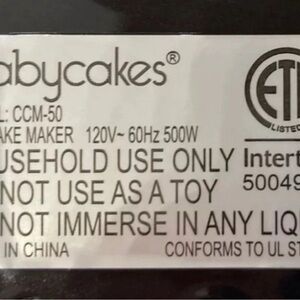 abycakes®
L: CCM-50
AKE MAKER 120V~ 60Hz 500W
USEHOLD USE ONLY
NOT USE AS A TOY
NOT IMMERSE IN ANY LIQU
IN CHINA CONFORMS TO UL ST
ETL
LISTED
Intert
50049